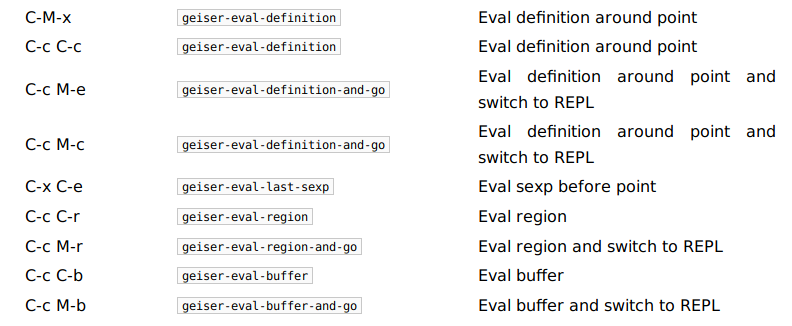 C-M-x geiser-eval-definition Eval definition around point
C-c C-c geiser-eval-definition Eval definition around point
C-c M-e geiser-eval-definition-and-go Eval definition around point and
switch to REPL
C-c M-c geiser-eval-definition-and-go Eval definition around point and
switch to REPL
C-x C-e geiser-eval-last-sexp Eval sexp before point
C-c C-r geiser-eval-region Eval region
C-c M-r geiser-eval-region-and-go Eval region and switch to REPL
C-c C-b geiser-eval-buffer Eval buffer
C-c M-b geiser-eval-buffer-and-go Eval buffer and switch to REPL